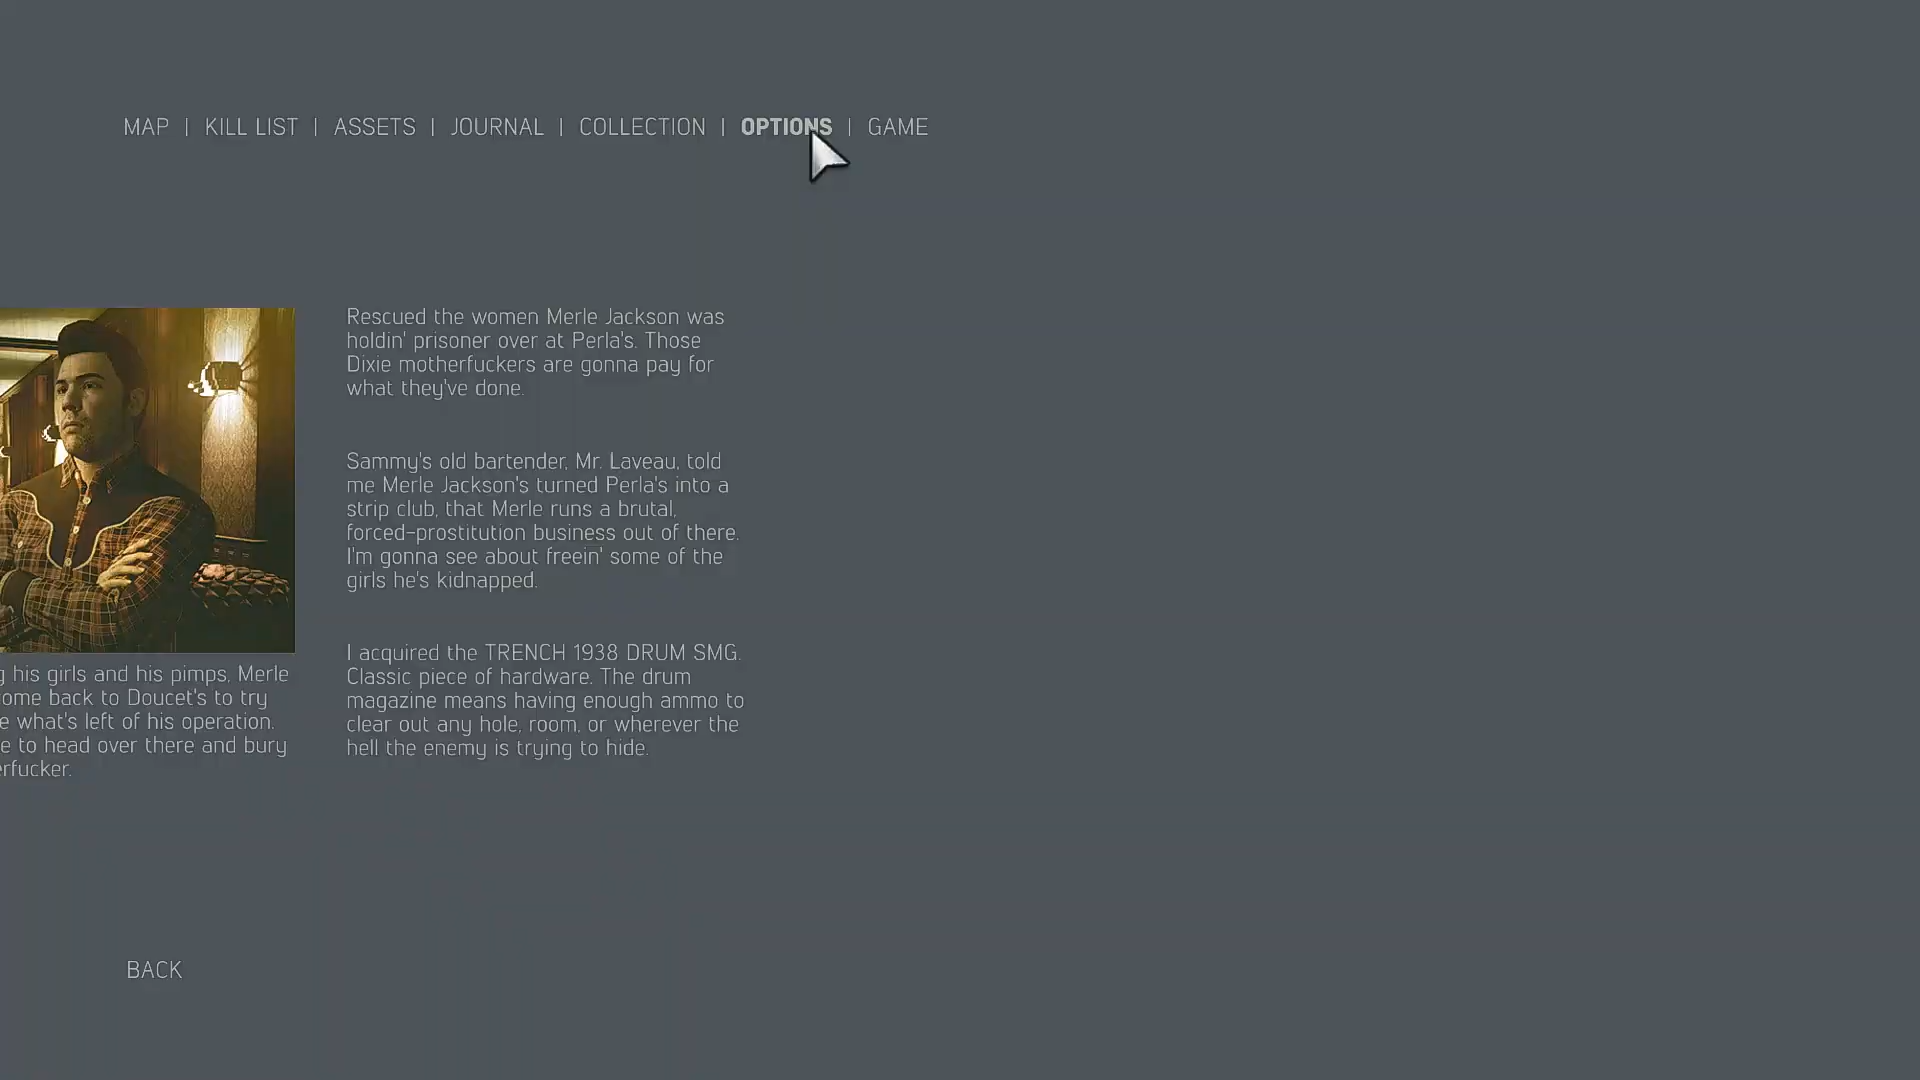 MAP | KILL LIST | ASSETS | JOURNAL | COLLECTION | OPTIONS | GAME
his girls and his pimps, Merle
back to Doucet's to try
what's left of his operation.
to head over there and bury
Rescued the women Merle Jackson was
holdin' prisoner over at Perla's. Those
Dixie motherfuckers are gonna pay for
what they've done.
Sammy's old bartender, Mr. Laveau, told
me Merle Jackson's turned Perla's into a
strip club, that Merle runs a brutal,
forced-prostitution business out of there.
I'm gonna see about freein' some of the
girls he's kidnapped.
I acquired the TRENCH 1938 DRUM SMG.
Classic piece of hardware. The drum
magazine means having enough ammo to
clear out any hole, room, or wherever the
hell the enemy is trying to hide.
BACK